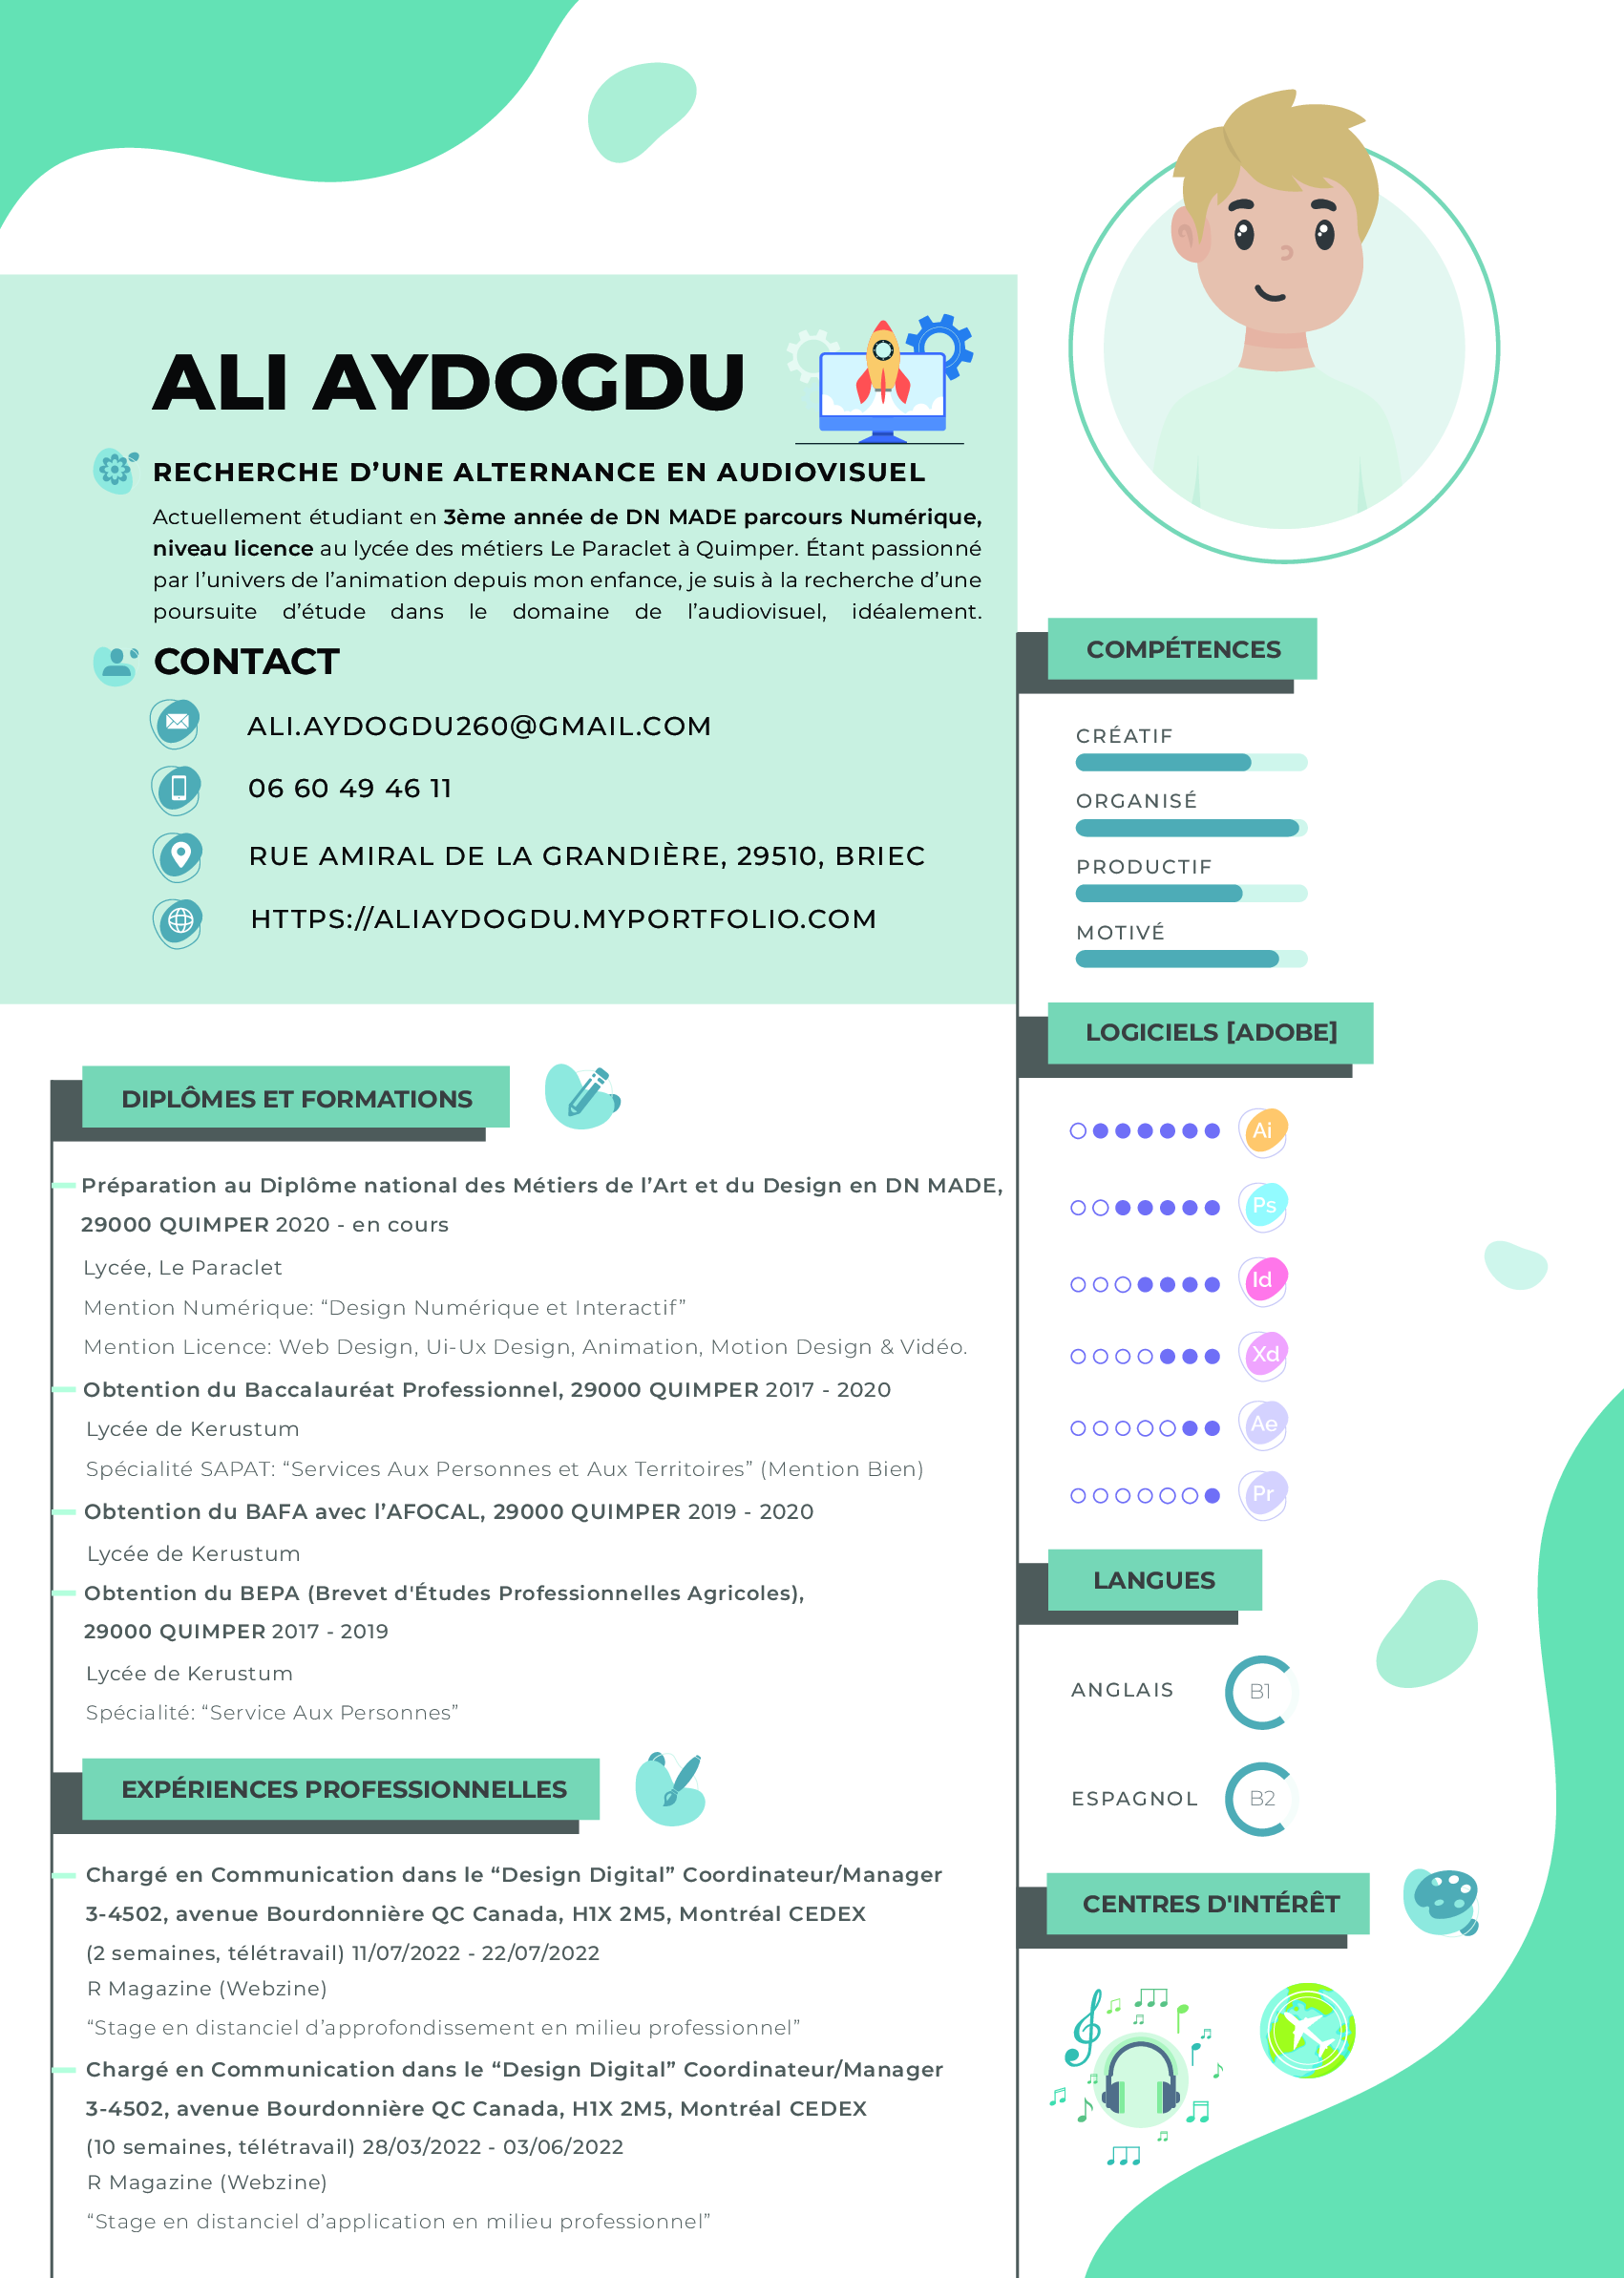 ALI AYDOGDU
RECHERCHE D’UNE ALTERNANCE EN AUDIOVISUEL
Actuellement étudiant en 3ème année de DN MADE parcours Numérique,
niveau licence au lycée des métiers Le Paraclet à Quimper. Étant passionné
par l’univers de l’animation depuis mon enfance, je suis à la recherche d’une
poursuite d’étude dans le domaine de l’audiovisuel, idéalement.
CONTACT
ALI.AYDOGDU260@GMAIL.COM
06 60 49 46 11
RUE AMIRAL DE LA GRANDIÈRE, 29510, BRIEC
HTTPS://ALIAYDOGDU.MYPORTFOLIO.COM
DIPLÔMES ET FORMATIONS
Préparation au Diplôme national des Métiers de l’Art et du Design en DN MADE,
29000 QUIMPER 2020 - en cours
Lycée, Le Paraclet
Mention Numérique: “Design Numérique et Interactif”
Mention Licence: Web Design, Ui-Ux Design, Animation, Motion Design & Vidéo.
Obtention du Baccalauréat Professionnel, 29000 QUIMPER 2017 - 2020
Lycée de Kerustum
Spécialité SAPAT: “Services Aux Personnes et Aux Territoires” (Mention Bien)
Obtention du BAFA avec l’AFOCAL, 29000 QUIMPER 2019 - 2020
Lycée de Kerustum
Obtention du BEPA (Brevet d'Études Professionnelles Agricoles),
29000 QUIMPER 2017 - 2019
Lycée de Kerustum
Spécialité: “Service Aux Personnes”
EXPÉRIENCES PROFESSIONNELLES
Chargé en Communication dans le “Design Digital” Coordinateur/Manager
3-4502, avenue Bourdonnière QC Canada, H1X 2M5, Montréal CEDEX
(2 semaines, télétravail) 11/07/2022 - 22/07/2022
R Magazine (Webzine)
“Stage en distanciel d’approfondissement en milieu professionnel”
Chargé en Communication dans le “Design Digital” Coordinateur/Manager
3-4502, avenue Bourdonnière QC Canada, H1X 2M5, Montréal CEDEX
(10 semaines, télétravail) 28/03/2022 - 03/06/2022
R Magazine (Webzine)
“Stage en distanciel d’application en milieu professionnel”
COMPÉTENCES
CRÉATIF
ORGANISÉ
PRODUCTIF
MOTIVÉ
LOGICIELS [ADOBE]
Ai
Ps
Id
Xd
Ae
Pr
LANGUES
ANGLAIS B1
ESPAGNOL B2
CENTRES D'INTÉRÊT